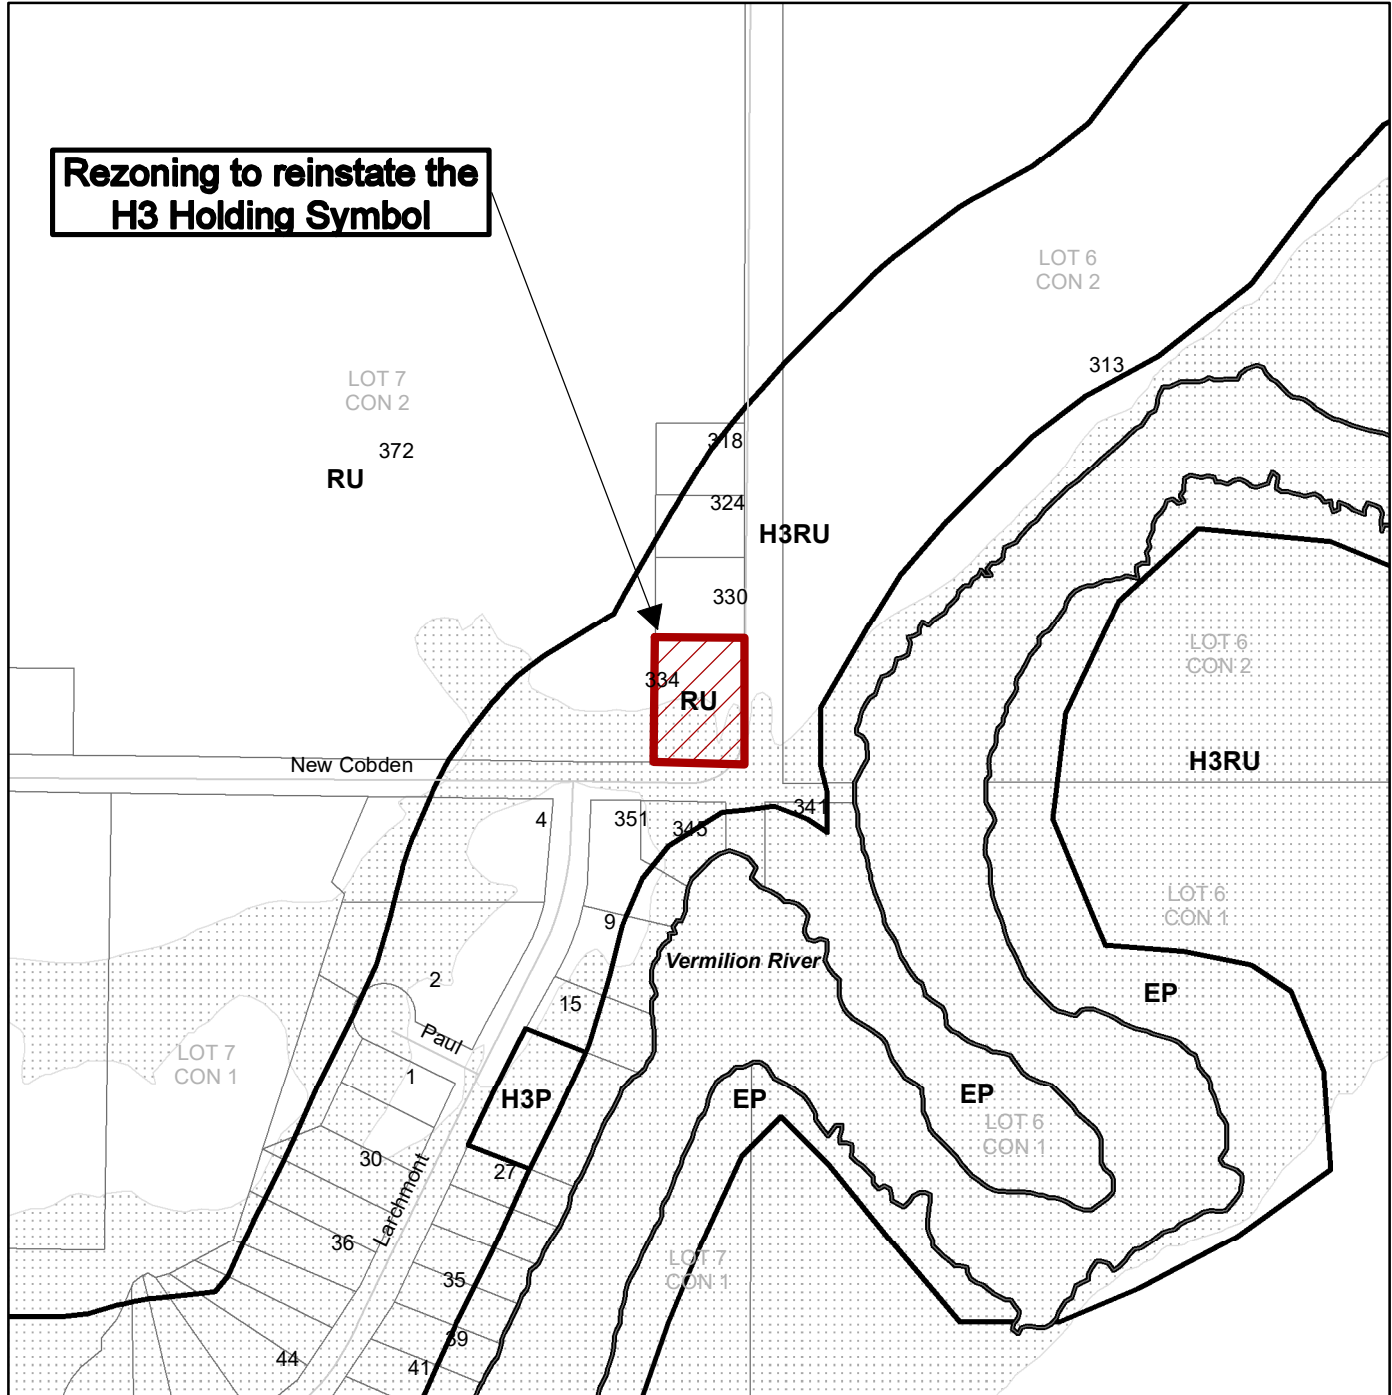 Rezoning to reinstate the
H3 Holding Symbol
LOT 6
CON 2
313
LOT 7
CON 2
372
RU
318
324
H3RU
330
334
RU
LOT 6
CON 2
H3RU
New Cobden
4
351
345
341
LOT 6
CON 1
9
Vermilion River
2
EP
15
Paul
LOT 7
CON 1
1
H3P
EP
EP
LOT 6
CON 1
30
27
Larchmont
36
35
LOT 7
CON 1
39
44
41